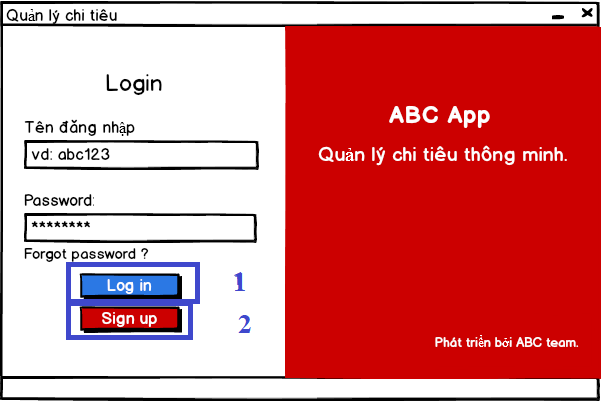 Quản lý chi tiêu
Login
Tên đăng nhập
vd: abc123
Password:
********
Forgot password ?
Log in
1
Sign up
2
ABC App
Quản lý chi tiêu thông minh.
Phát triển bởi ABC team.